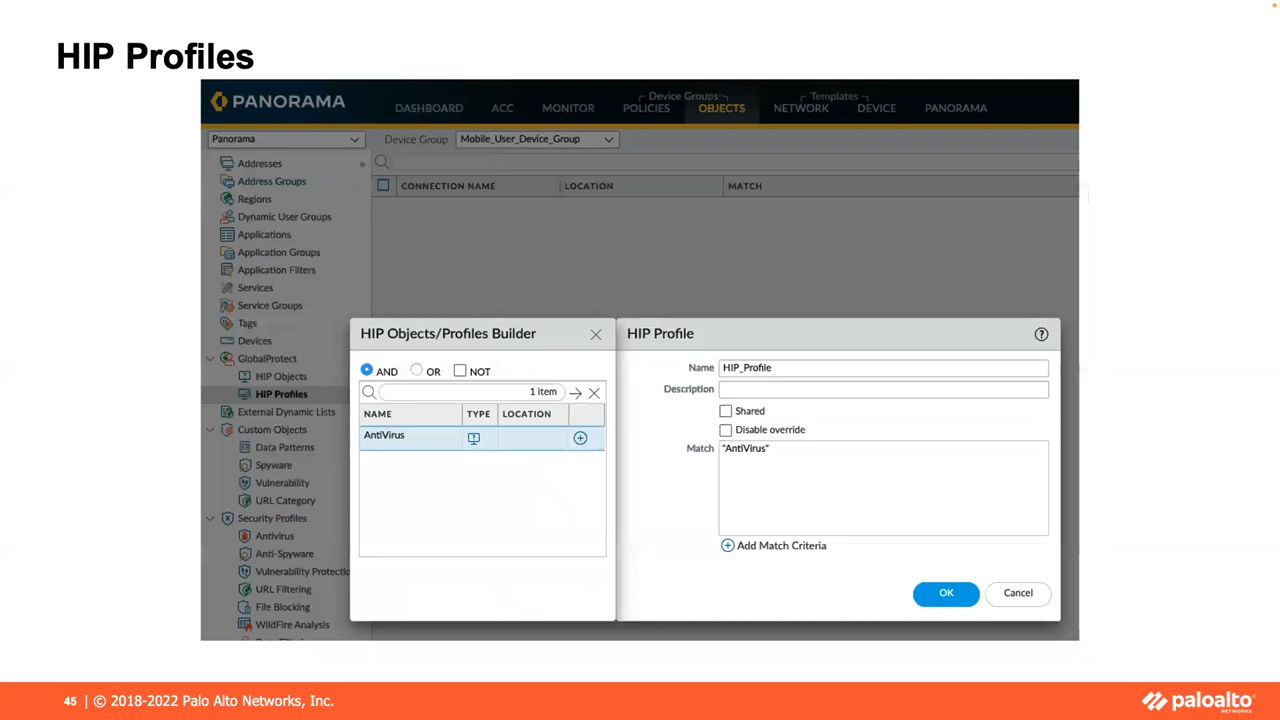 HIP Profiles
PANORAMA
DASHBOARD
ACC
MONITOR
Device Groups
POLICIES
OBJECTS
Templates
NETWORK
DEVICE
PANORAMA
Panorama
Device Group
Mobile_User_Device_Group
CONNECTION NAME
LOCATION
MATCH
Addresses
Address Groups
Regions
Dynamic User Groups
Applications
Application Groups
Application Filters
Services
Service Groups
Tags
Devices
GlobalProtect
HIP Objects
HIP Profiles
External Dynamic Lists
Custom Objects
Data Patterns
Spyware
Vulnerability
URL Category
Security Profiles
Antivirus
Anti-Spyware
Vulnerability Protectio
URL Filtering
File Blocking
WildFire Analysis
HIP Objects/Profiles Builder
AND
OR
NOT
1 item
NAME
TYPE
LOCATION
AntiVirus
HIP Profile
Name
HIP_Profile
Description
Shared
Disable override
Match
"AntiVirus"
Add Match Criteria
OK
Cancel
45 | © 2018-2022 Palo Alto Networks, Inc.
paloalto
NETWORKS